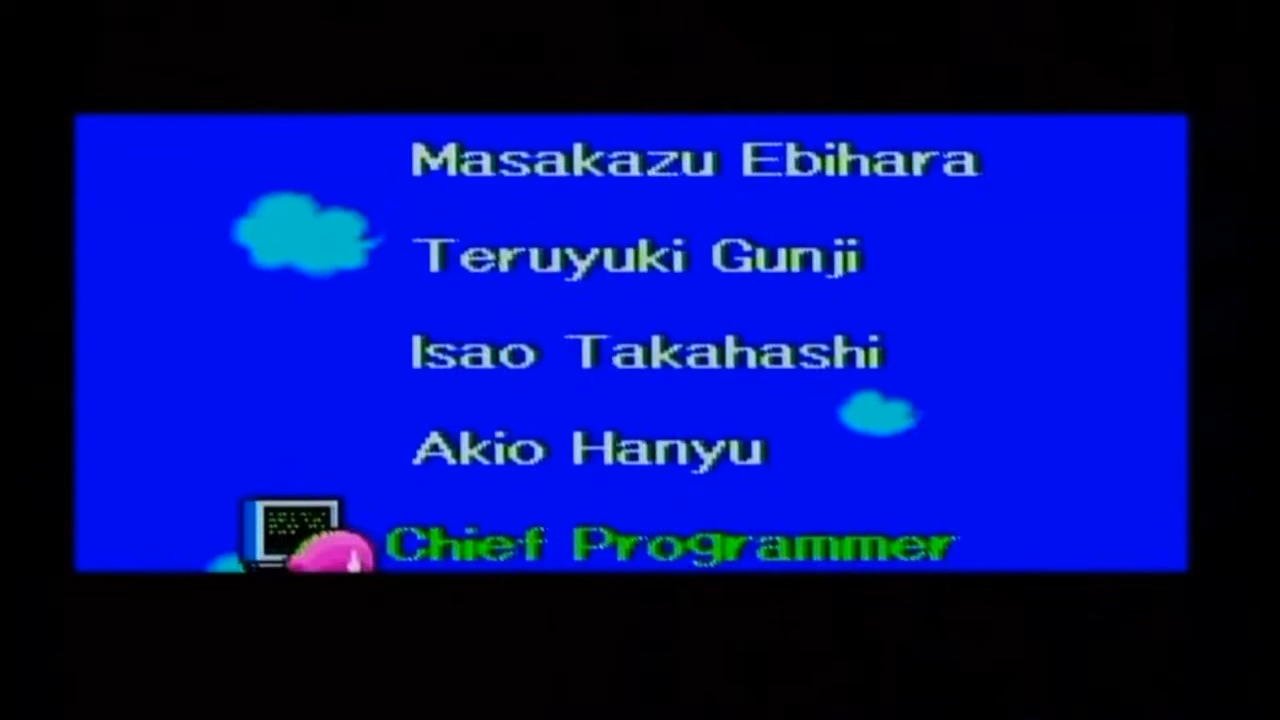 Masakazu Ebihara
Teruyuki Gunji
Isao Takahashi
Akio Hanyu
Chief Programmer